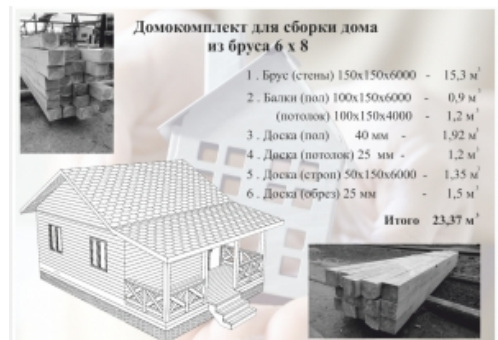 Домокомплект для сборки дома
из бруса 6 х 8
1 . Брус (стены) 150х150х6000 - 15,3 м³
2 . Балки (пол) 100х150х6000 - 0,9 м³
(потолок) 100х150х4000 - 1,2 м³
3 . Доска (пол) 40 мм - 1,92 м³
4 . Доска (потолок) 25 мм - 1,2 м³
5 . Доска (строп) 50х150х6000 - 1,35 м³
6 . Доска (обрез) 25 мм - 1,5 м³
Итого 23,37 м³